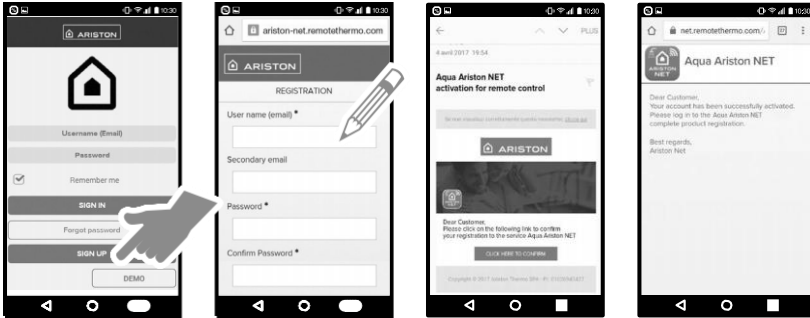 10:30
ARISTON
Username (Email)
Password
Remember me
SIGN IN
Forgot password
SIGN UP
DEMO
10:30
ariston-net.remotethermo.com
ARISTON
REGISTRATION
User name (email) *
Secondary email
Password *
Confirm Password *
10:30
PLUS
4 avril 2017 19:54
Aqua Ariston NET
activation for remote control
ARISTON
Dear Customer,
Please click on the following link to confirm
your registration to the service Aqua Ariston NET
CLICK HERE TO CONFIRM
10:30
net.remotethermo.com/
ARISTON
NET
Aqua Ariston NET
Dear Customer,
Your account has been successfully activated.
Please log in to the Aqua Ariston NET
complete product registration.
Best regards,
Ariston Net